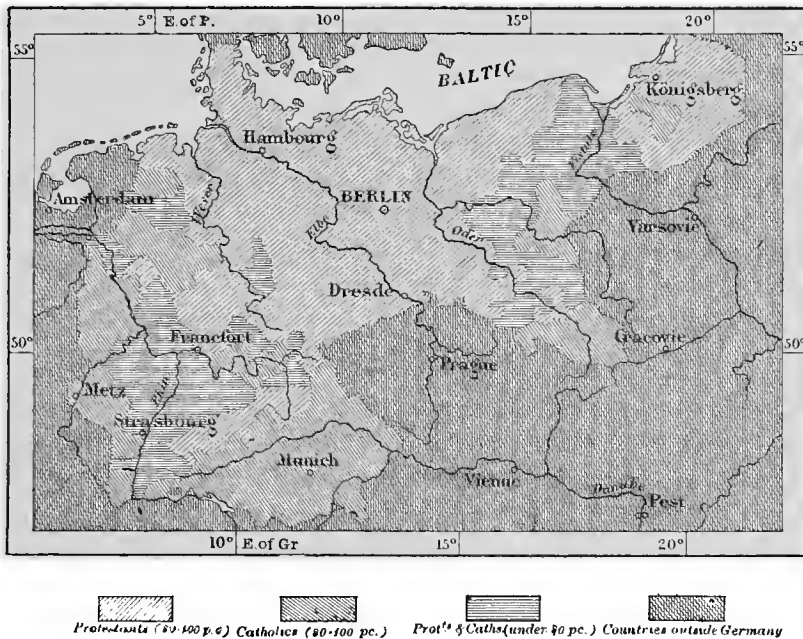 5° E. of P. 10° 15° 20°
55° 55°
BALTIC
Königsberg
Hambourg
Amsterdam
BERLIN
Weser
Elbe
Oder
Varsovie
Dresde
Francfort
Cracovie
50° 50°
Prague
Metz
Rhin
Strasbourg
Munich
Vienne
Danube
Pest
10° E. of Gr 15° 20°
Protestants (80-100 p.c) Catholics (80-100 pc.) Protts & Caths (under 80 pc.) Countries outside Germany